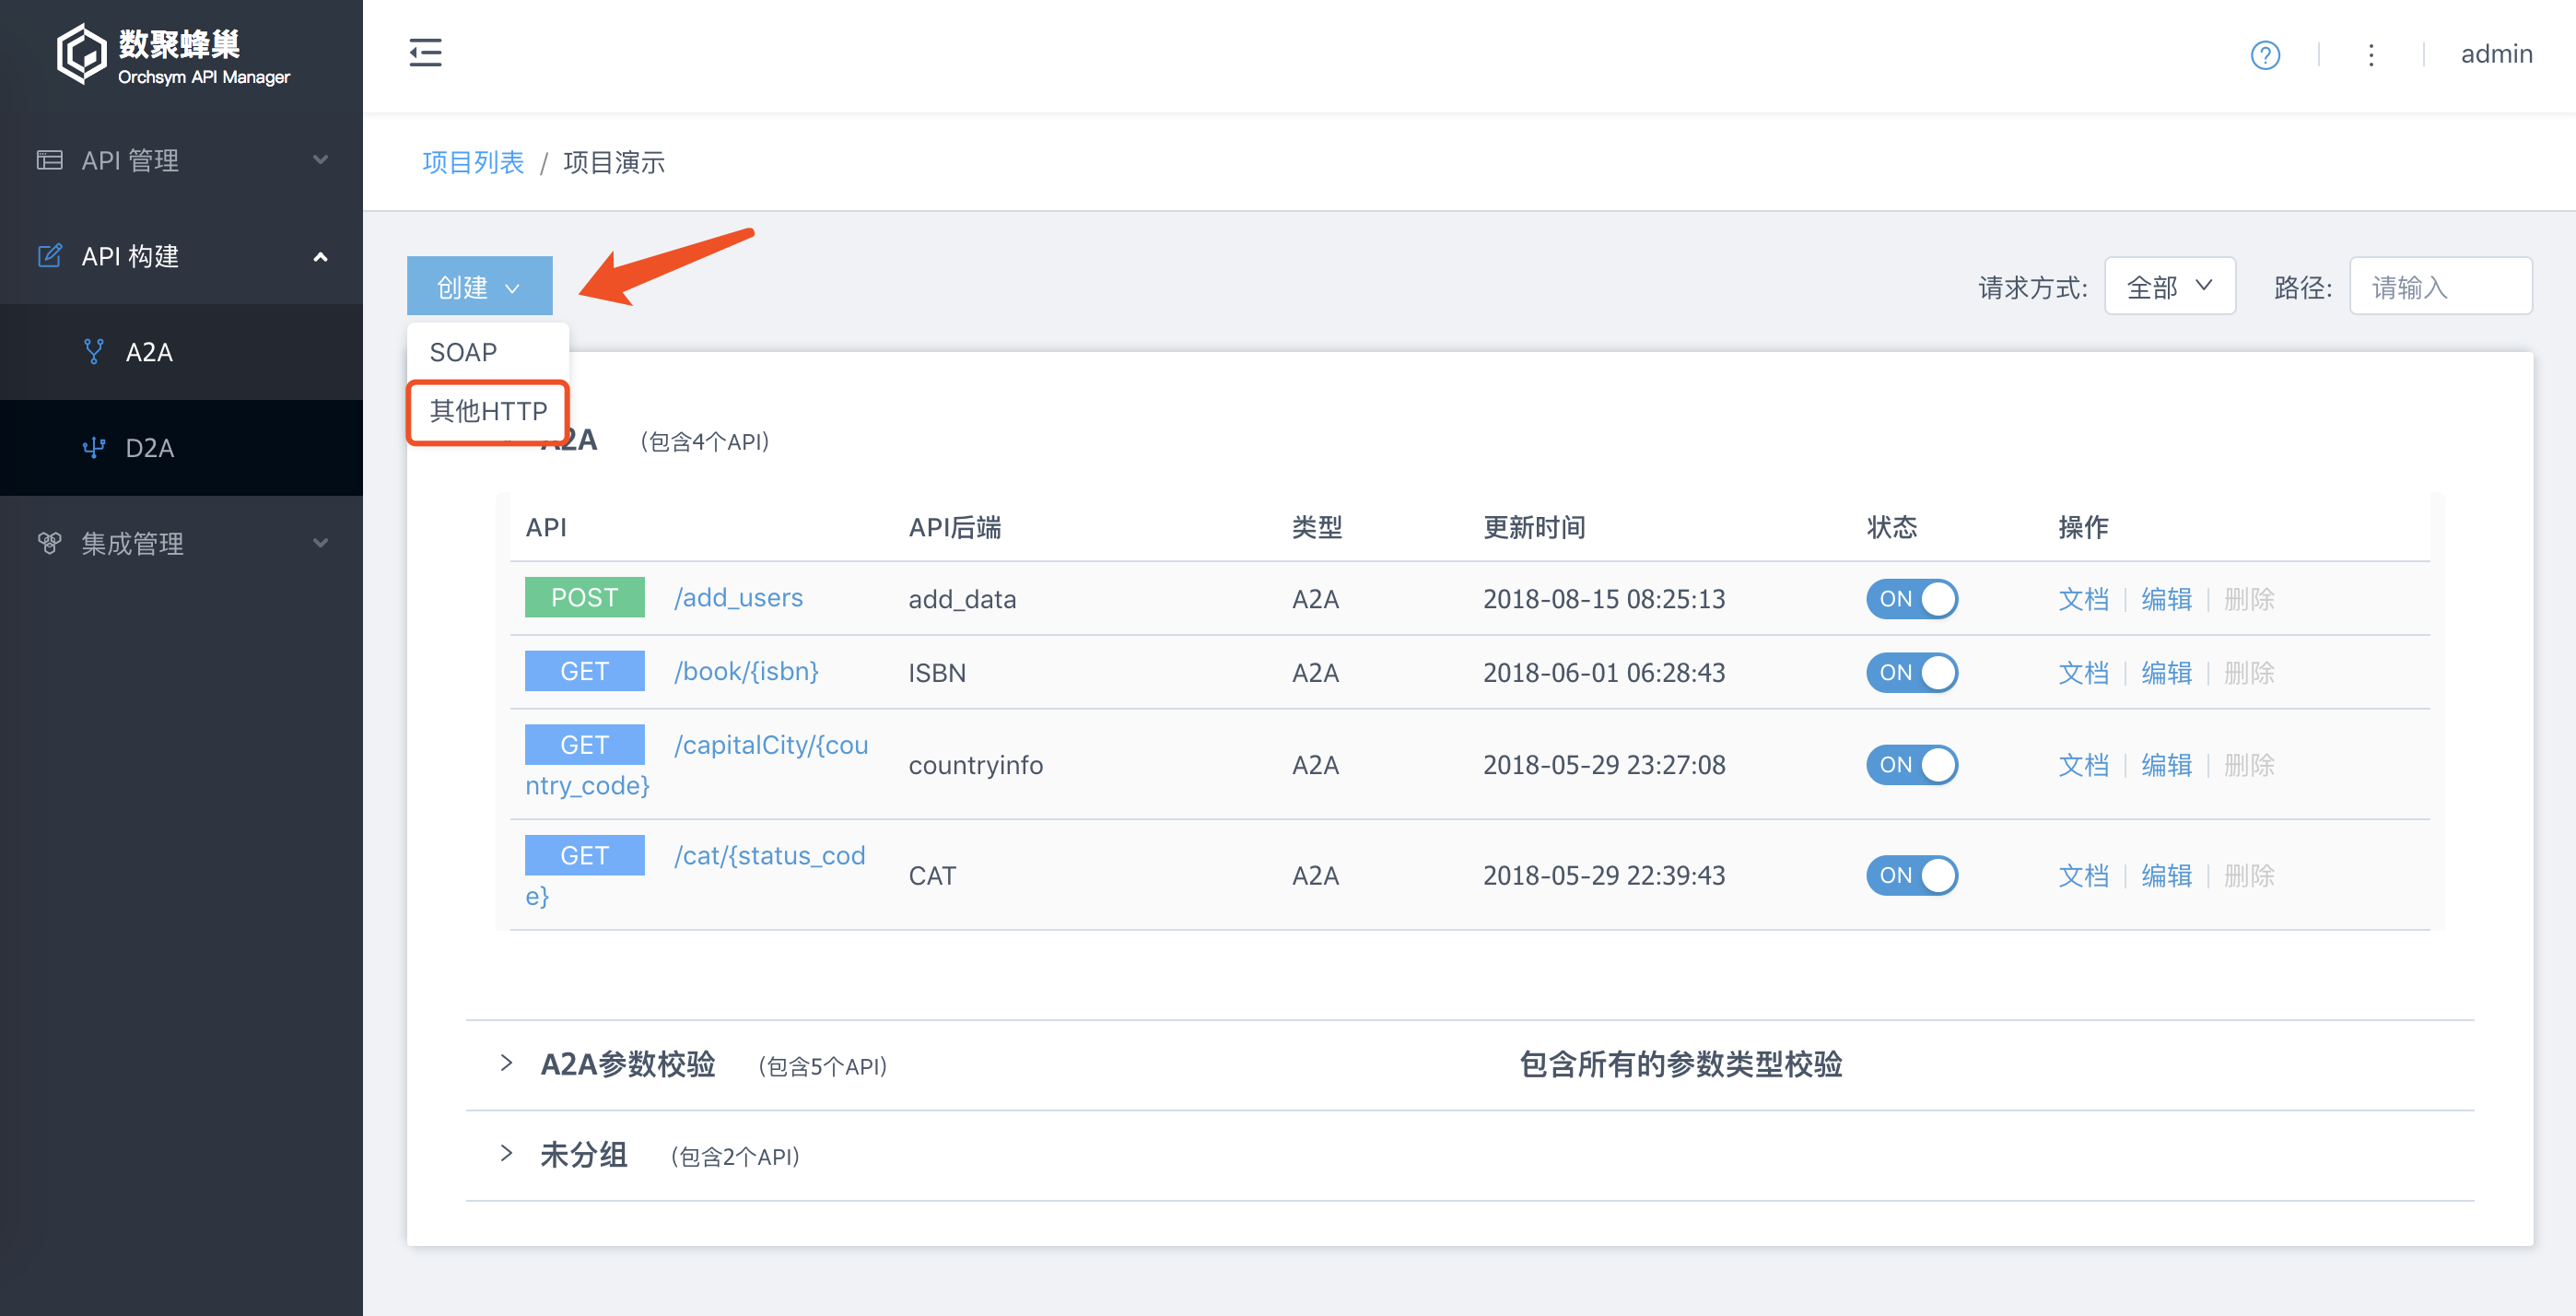 数聚蜂巢
Orchsym API Manager
admin
API 管理
API 构建
A2A
D2A
集成管理
项目列表 / 项目演示
创建
SOAP
其他HTTP
请求方式: 全部
路径: 请输入
A2A (包含4个API)
API API后端 类型 更新时间 状态 操作
POST /add_users add_data A2A 2018-08-15 08:25:13 ON 文档 编辑 删除
GET /book/{isbn} ISBN A2A 2018-06-01 06:28:43 ON 文档 编辑 删除
GET /capitalCity/{cou
ntry_code} countryinfo A2A 2018-05-29 23:27:08 ON 文档 编辑 删除
GET /cat/{status_cod
e} CAT A2A 2018-05-29 22:39:43 ON 文档 编辑 删除
A2A参数校验 (包含5个API) 包含所有的参数类型校验
未分组 (包含2个API)